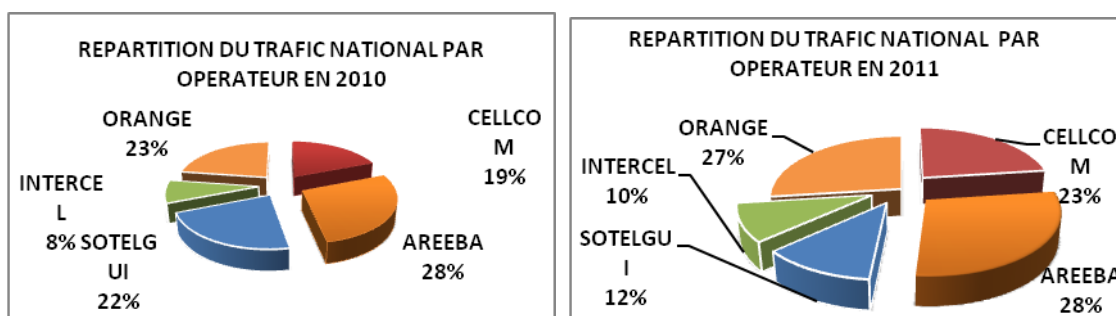 REPARTITION DU TRAFIC NATIONAL PAR
OPERATEUR EN 2010
ORANGE
23%
CELLCO
M
19%
INTERCE
L
8%
SOTELG
UI
22%
AREEBA
28%
REPARTITION DU TRAFIC NATIONAL PAR
OPERATEUR EN 2011
ORANGE
27%
CELLCO
M
23%
INTERCEL
10%
SOTELGU
I
12%
AREEBA
28%